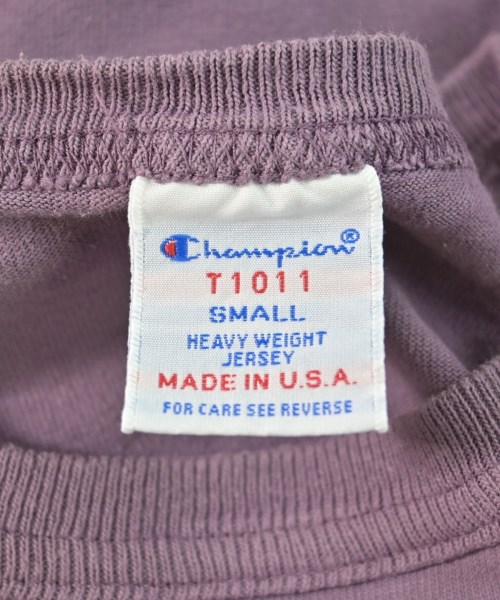 Champion®
T1011
SMALL
HEAVY WEIGHT
JERSEY
MADE IN U.S.A.
FOR CARE SEE REVERSE